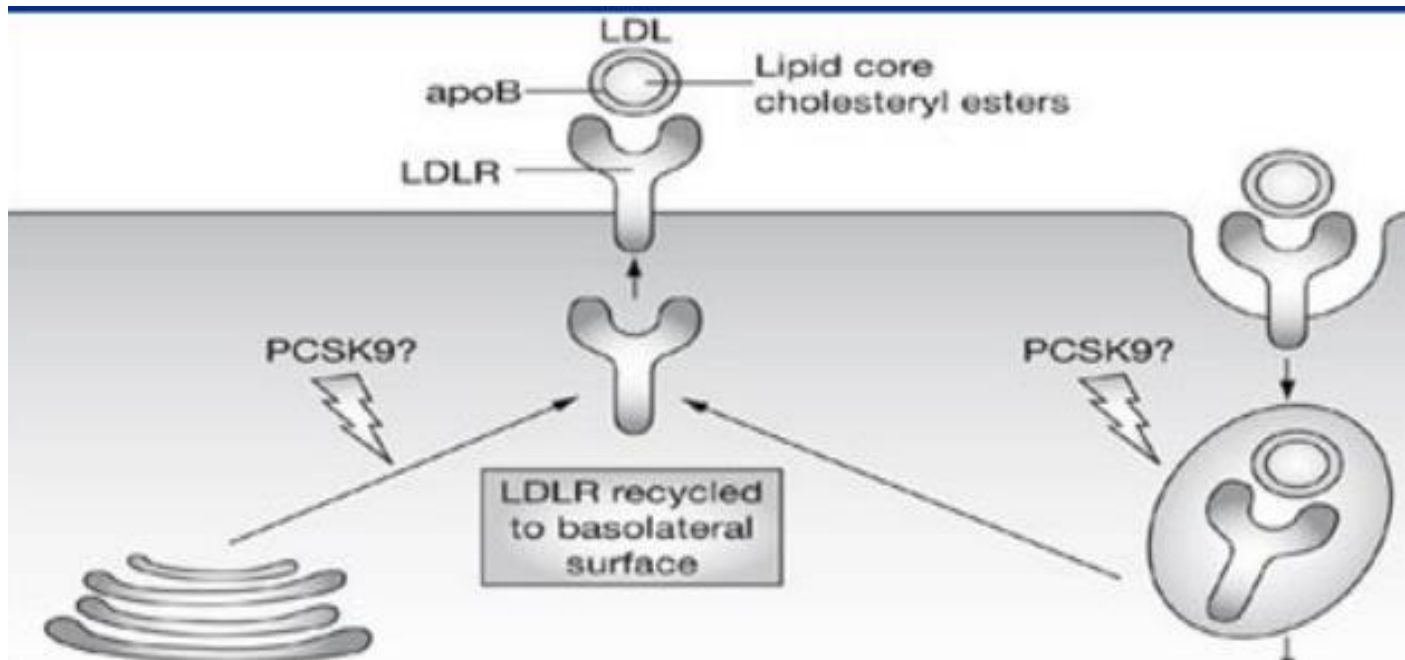 LDL
apoB
Lipid core
cholesteryl esters
LDLR
PCSK9?
PCSK9?
LDLR recycled
to basolateral
surface